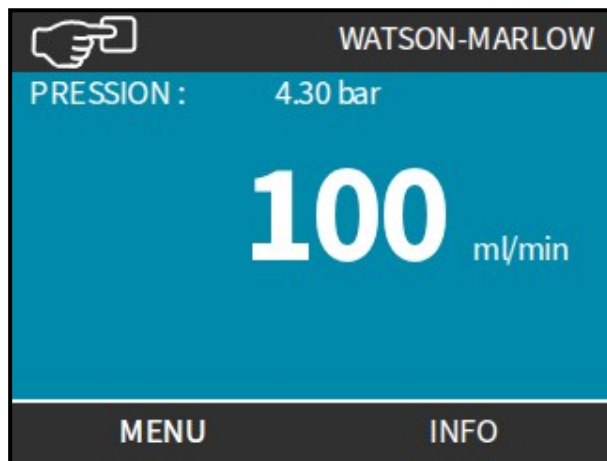 WATSON-MARLOW
PRESSION : 4.30 bar
100 ml/min
MENU INFO